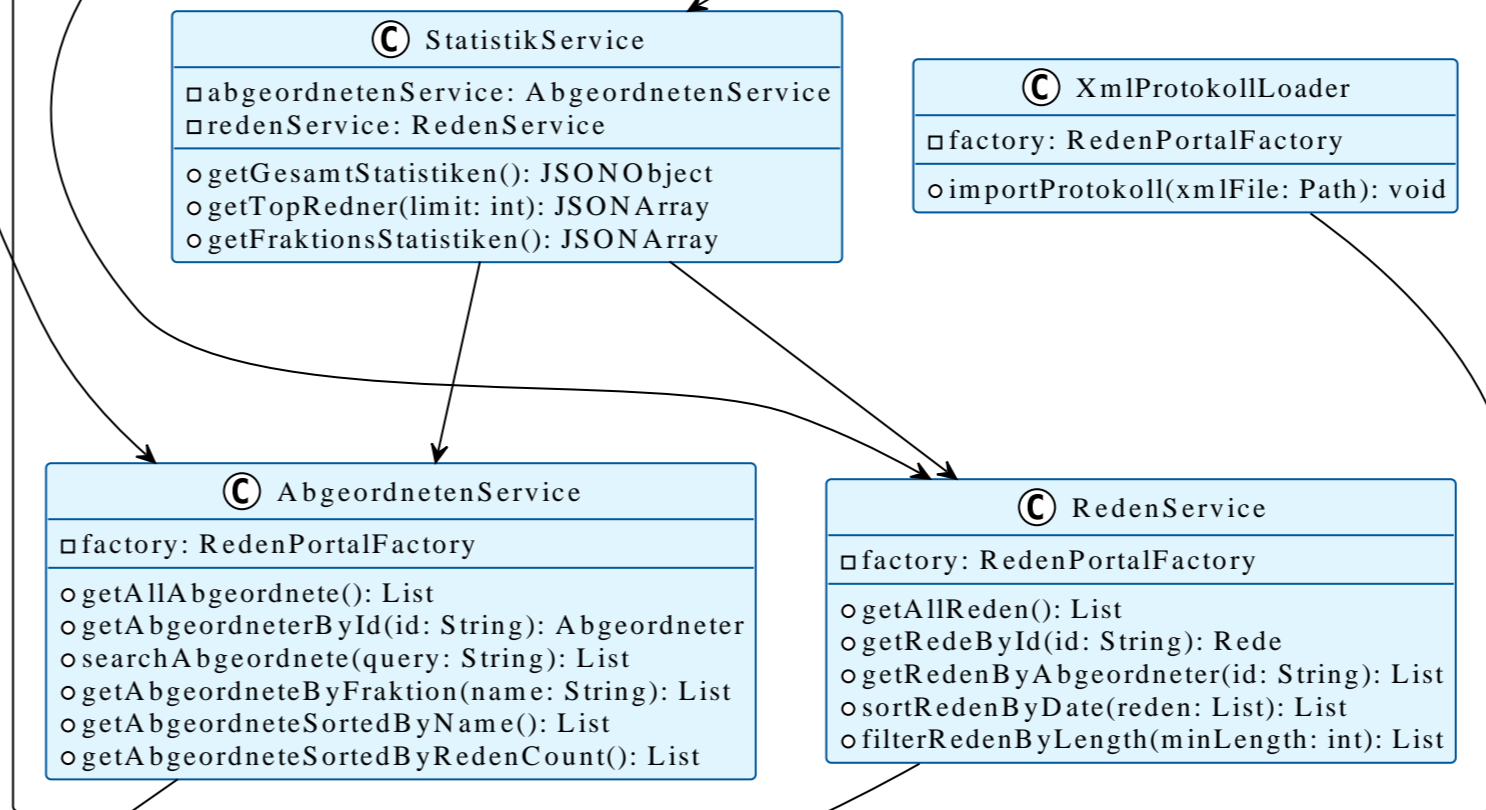 C StatistikService
abgeordnetenService: AbgeordnetenService
redenService: RedenService
getGesamtStatistiken(): JSONObject
getTopRedner(limit: int): JSONArray
getFraktionsStatistiken(): JSONArray
C XmlProtokollLoader
factory: RedenPortalFactory
importProtokoll(xmlFile: Path): void
C AbgeordnetenService
factory: RedenPortalFactory
getAllAbgeordnete(): List
getAbgeordneterById(id: String): Abgeordneter
searchAbgeordnete(query: String): List
getAbgeordneteByFraktion(name: String): List
getAbgeordneteSortedByName(): List
getAbgeordneteSortedByRedenCount(): List
C RedenService
factory: RedenPortalFactory
getAllReden(): List
getRedeById(id: String): Rede
getRedenByAbgeordneter(id: String): List
sortRedenByDate(reden: List): List
filterRedenByLength(minLength: int): List